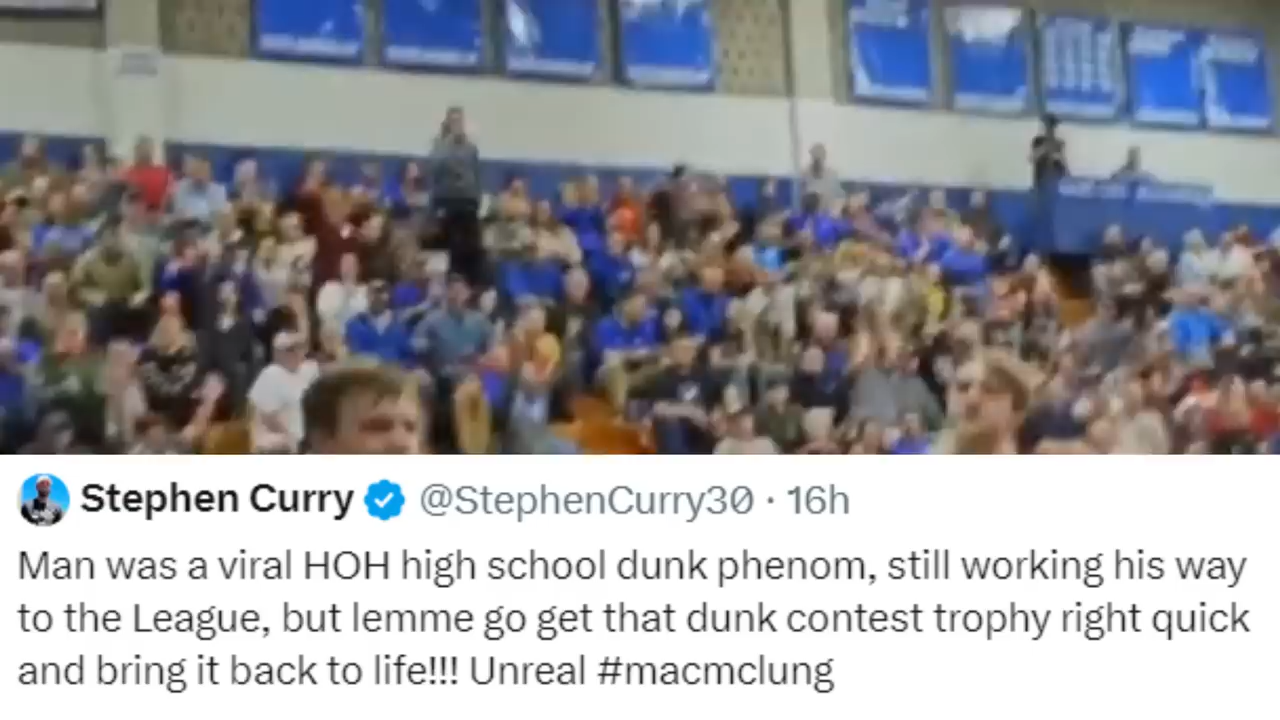 Stephen Curry @StephenCurry30 · 16h
Man was a viral HOH high school dunk phenom, still working his way
to the League, but lemme go get that dunk contest trophy right quick
and bring it back to life!!! Unreal #macmclung